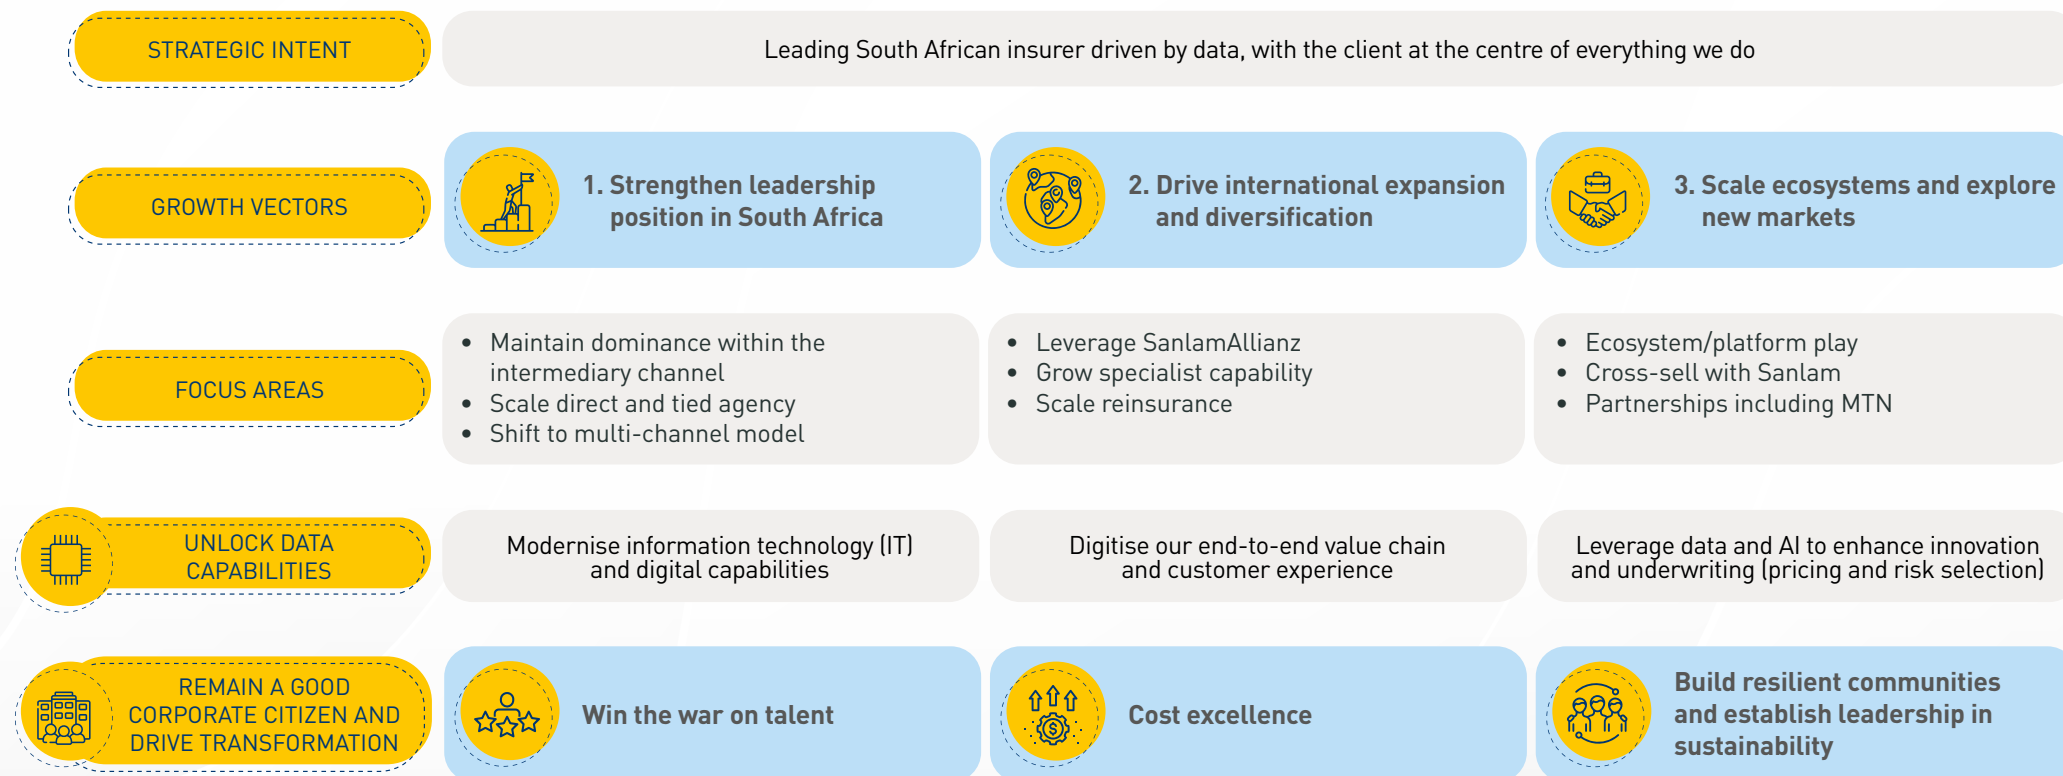 STRATEGIC INTENT
Leading South African insurer driven by data, with the client at the centre of everything we do
GROWTH VECTORS
1. Strengthen leadership
position in South Africa
2. Drive international expansion
and diversification
3. Scale ecosystems and explore
new markets
FOCUS AREAS
• Maintain dominance within the
intermediary channel
• Scale direct and tied agency
• Shift to multi-channel model
• Leverage SanlamAllianz
• Grow specialist capability
• Scale reinsurance
• Ecosystem/platform play
• Cross-sell with Sanlam
• Partnerships including MTN
UNLOCK DATA
CAPABILITIES
Modernise information technology (IT)
and digital capabilities
Digitise our end-to-end value chain
and customer experience
Leverage data and AI to enhance innovation
and underwriting (pricing and risk selection)
REMAIN A GOOD
CORPORATE CITIZEN AND
DRIVE TRANSFORMATION
Win the war on talent
Cost excellence
Build resilient communities
and establish leadership in
sustainability